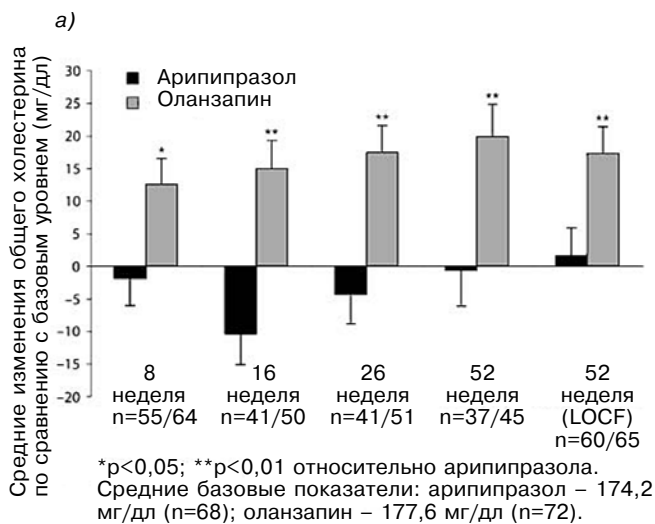 а)
Средние изменения общего холестерина
по сравнению с базовым уровнем (мг/дл)
30
25
20
15
10
5
0
−5
−10
−15
−20
Арипипразол
Оланзапин
*
**
**
**
**
8
неделя
n=55/64
16
неделя
n=41/50
26
неделя
n=41/51
52
неделя
n=37/45
52
неделя
(LOCF)
n=60/65
*p<0,05; **p<0,01 относительно арипипразола.
Средние базовые показатели: арипипразол – 174,2
мг/дл (n=68); оланзапин – 177,6 мг/дл (n=72).